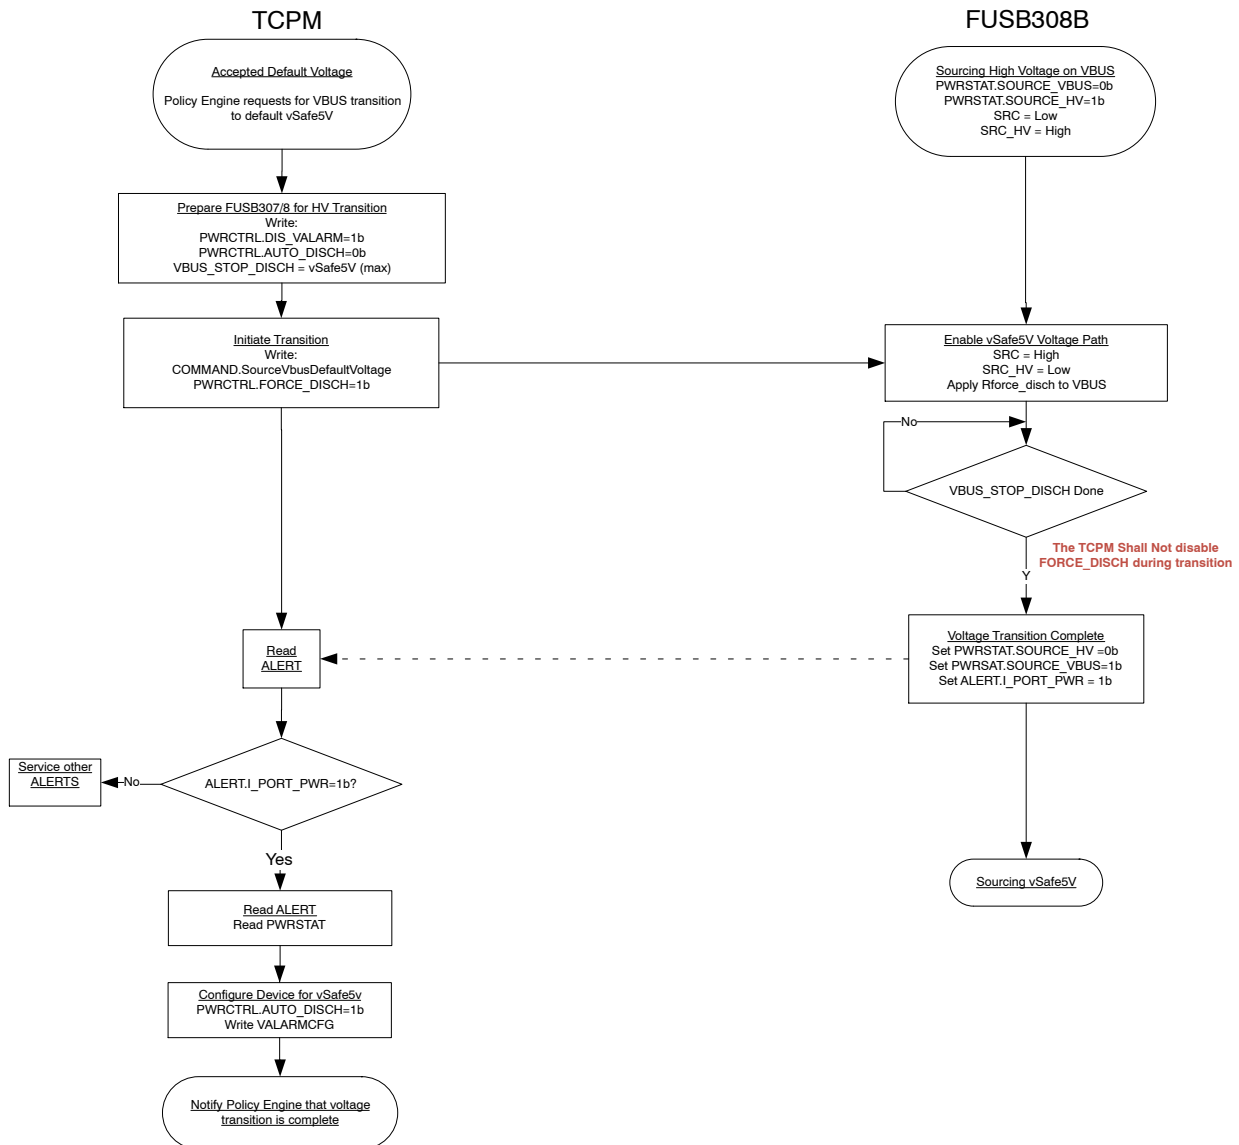 TCPM
FUSB308B
Accepted Default Voltage
Policy Engine requests for VBUS transition
to default vSafe5V
Sourcing High Voltage on VBUS
PWRSTAT.SOURCE_VBUS=0b
PWRSTAT.SOURCE_HV=1b
SRC = Low
SRC_HV = High
Prepare FUSB307/8 for HV Transition
Write:
PWRCTRL.DIS_VALARM=1b
PWRCTRL.AUTO_DISCH=0b
VBUS_STOP_DISCH = vSafe5V (max)
Initiate Transition
Write:
COMMAND.SourceVbusDefaultVoltage
PWRCTRL.FORCE_DISCH=1b
Enable vSafe5V Voltage Path
SRC = High
SRC_HV = Low
Apply Rforce_disch to VBUS
No
VBUS_STOP_DISCH Done
The TCPM Shall Not disable
FORCE_DISCH during transition
Y
Read
ALERT
Voltage Transition Complete
Set PWRSTAT.SOURCE_HV =0b
Set PWRSAT.SOURCE_VBUS=1b
Set ALERT.I_PORT_PWR = 1b
Service other
ALERTS
No
ALERT.I_PORT_PWR=1b?
Yes
Sourcing vSafe5V
Read ALERT
Read PWRSTAT
Configure Device for vSafe5v
PWRCTRL.AUTO_DISCH=1b
Write VALARMCFG
Notify Policy Engine that voltage
transition is complete